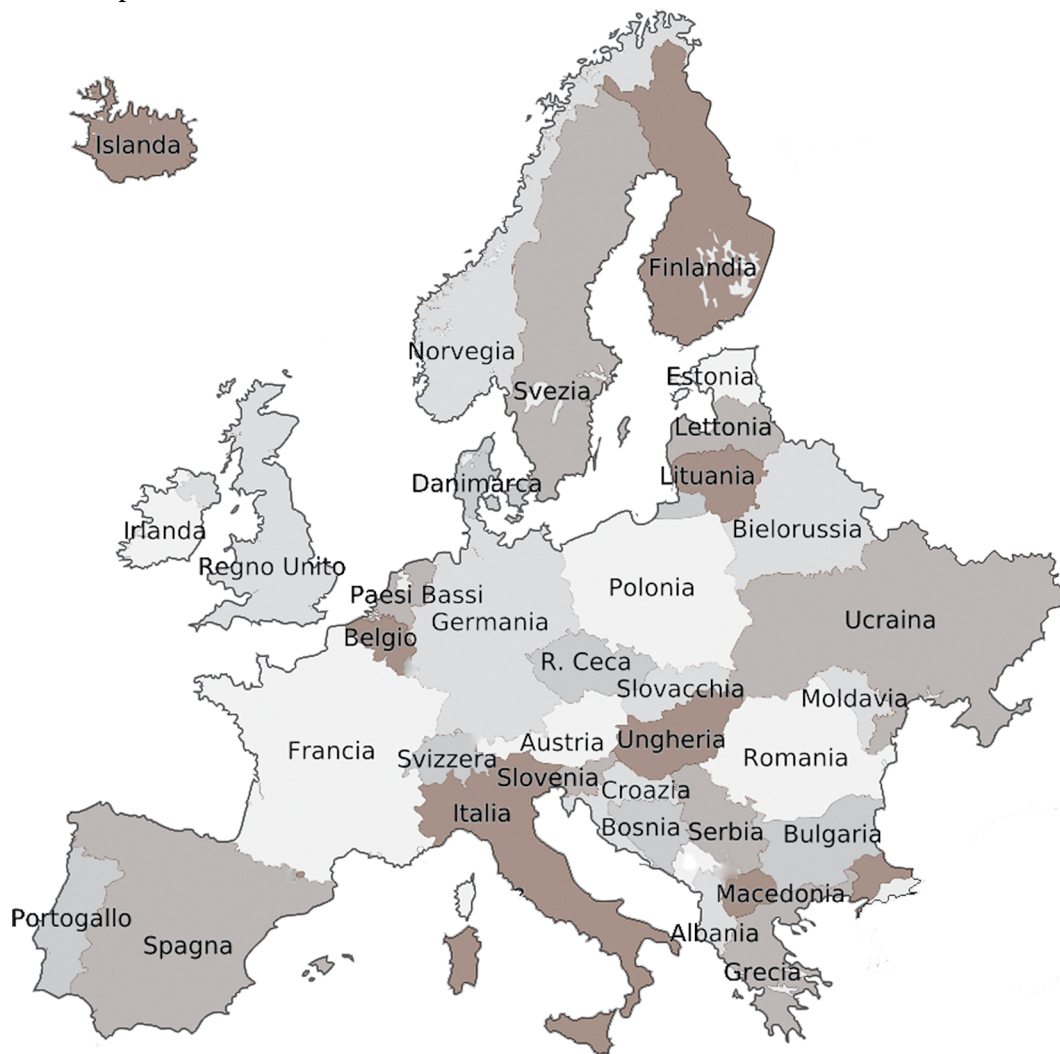 Islanda
Finlandia
Norvegia
Estonia
Svezia
Lettonia
Lituania
Danimarca
Bielorussia
Irlanda
Regno Unito
Polonia
Paesi Bassi
Ucraina
Germania
Belgio
R. Ceca
Slovacchia
Moldavia
Ungheria
Austria
Francia
Svizzera
Romania
Slovenia
Croazia
Italia
Bosnia
Serbia
Bulgaria
Macedonia
Portogallo
Albania
Spagna
Grecia